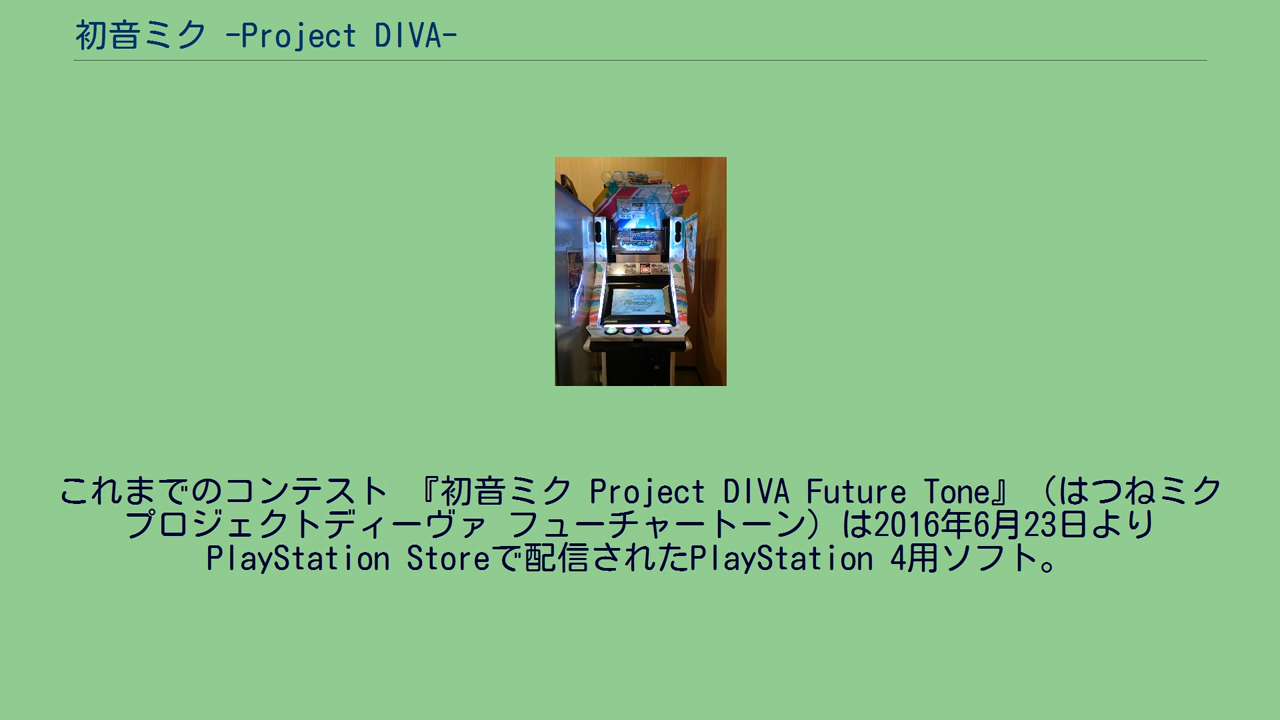 初音ミク -Project DIVA-
これまでのコンテスト 『初音ミク Project DIVA Future Tone』（はつねミク
プロジェクトディーヴァ フューチャートーン）は2016年6月23日より
PlayStation Storeで配信されたPlayStation 4用ソフト。